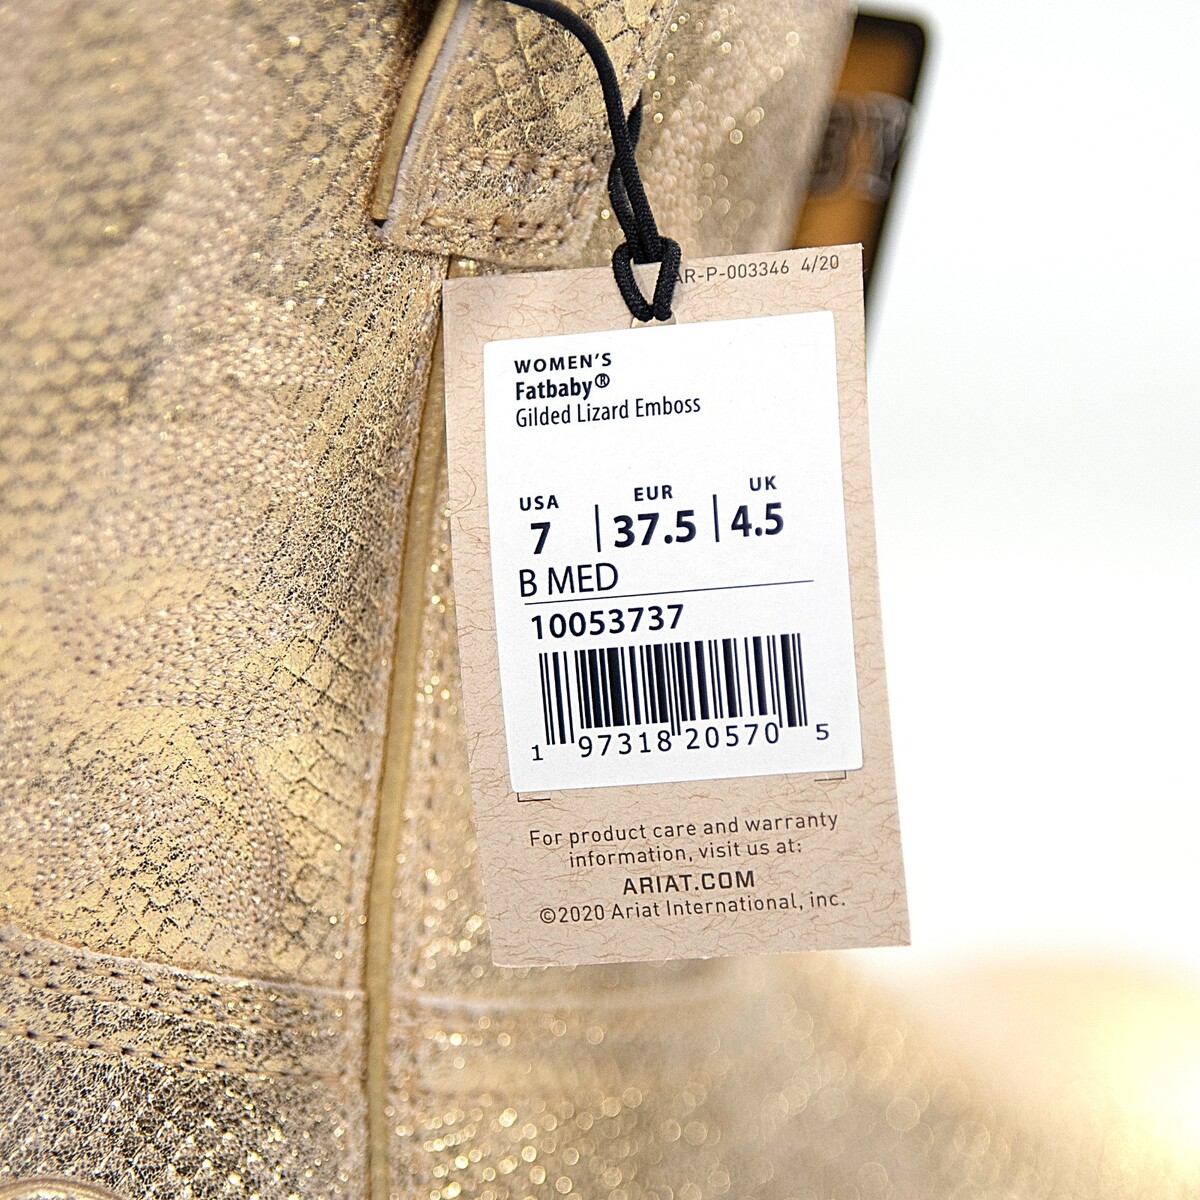 AR-P-003346 4/20
WOMEN'S
Fatbaby®
Gilded Lizard Emboss
USA EUR UK
7 | 37.5 | 4.5
B MED
10053737
1 97318 20570 5
For product care and warranty
information, visit us at:
ARIAT.COM
©2020 Ariat International, inc.